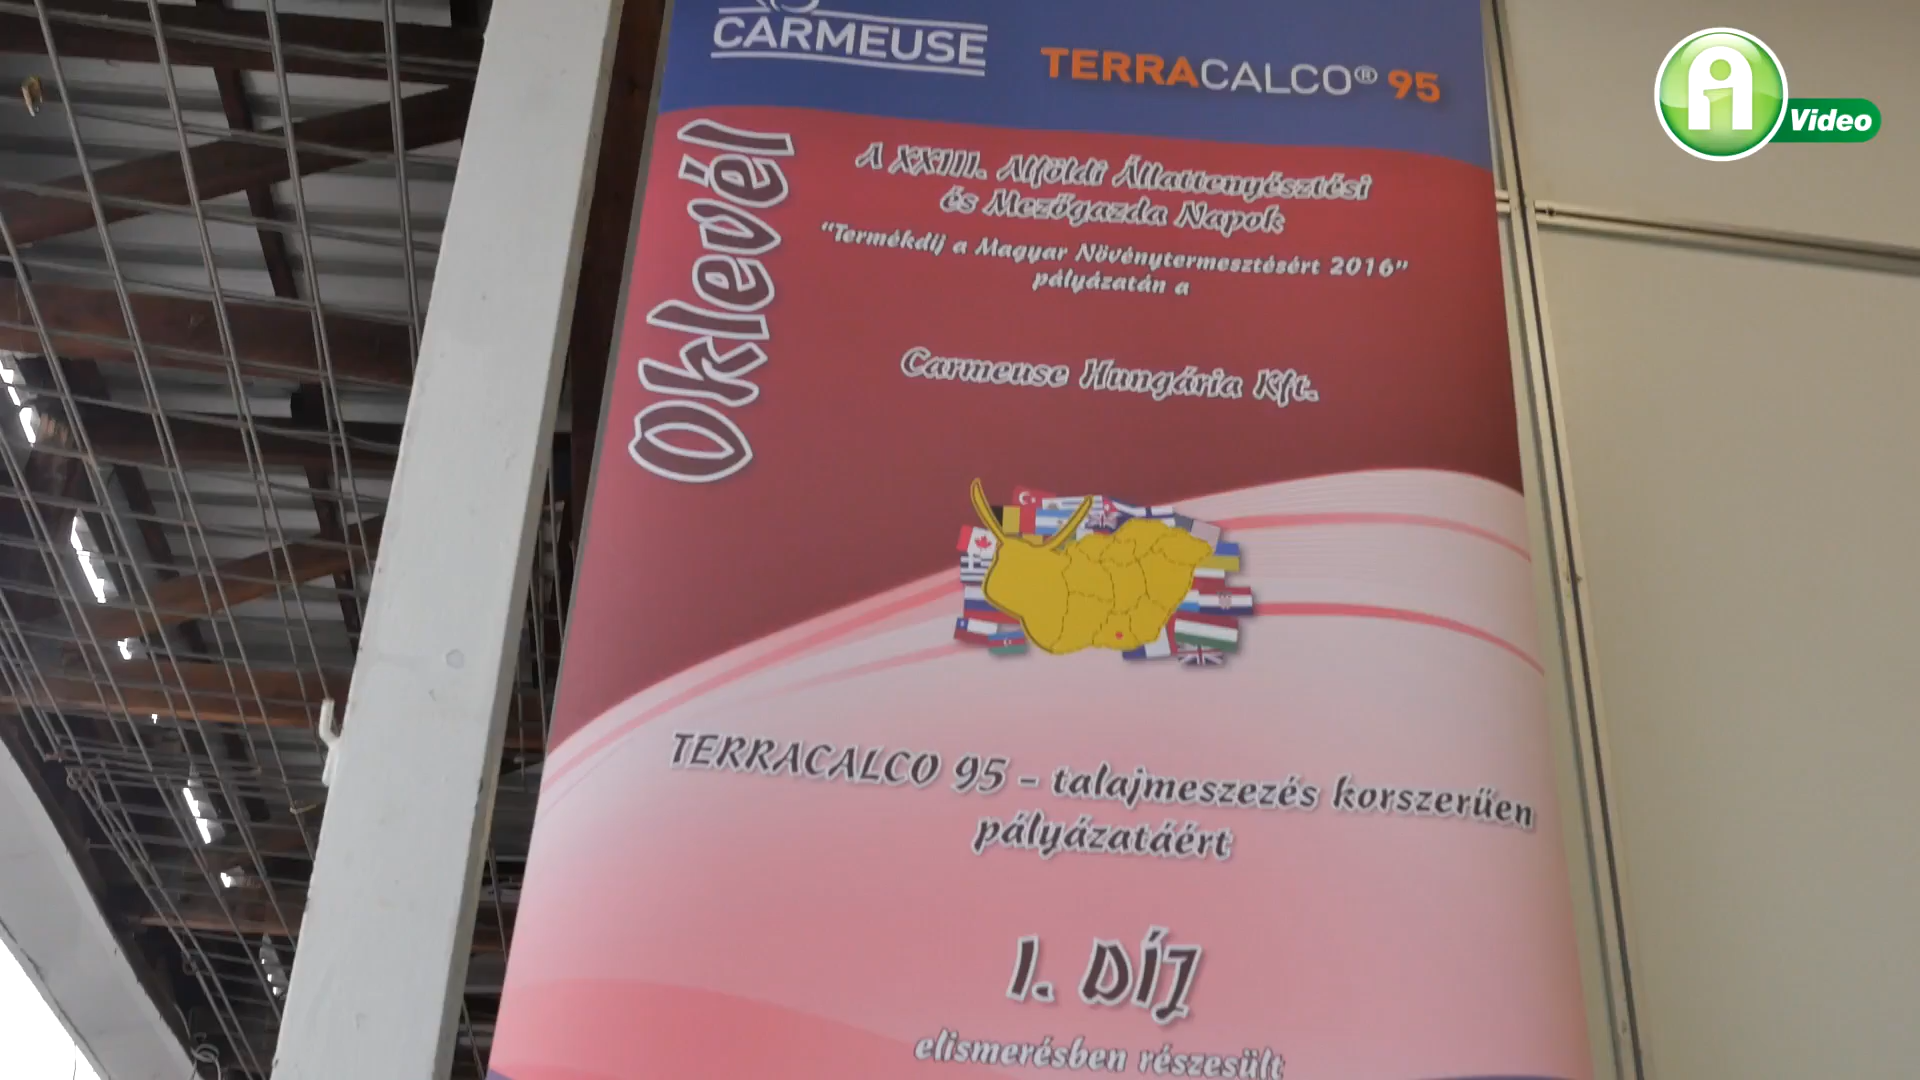 CARMEUSE
TERRACALCO® 95
Oklevél
A XXIII. Alföldi Állattenyésztési
és Mezőgazda Napok
"Termékdíj a Magyar Növénytermesztésért 2016"
pályázatán a
Carmeuse Hungária Kft.
TERRACALCO 95 - talajmeszezés korszerűen
pályázatáért
I. DÍJ
elismerésben részesült
Video